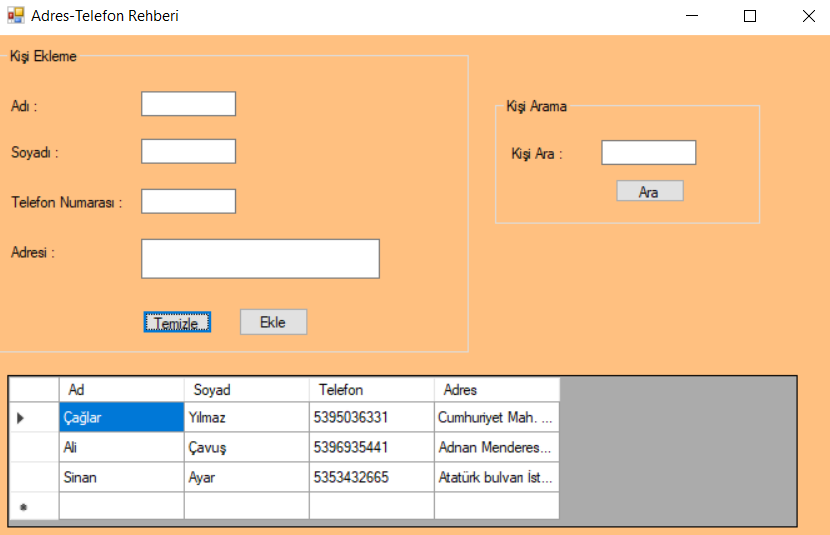 Adres-Telefon Rehberi
Kişi Ekleme
Adı :
Soyadı :
Telefon Numarası :
Adresi :
Temizle
Ekle
Kişi Arama
Kişi Ara :
Ara
Ad Soyad Telefon Adres
Çağlar Yılmaz 5395036331 Cumhuriyet Mah. ...
Ali Çavuş 5396935441 Adnan Menderes...
Sinan Ayar 5353432665 Atatürk bulvarı İst...